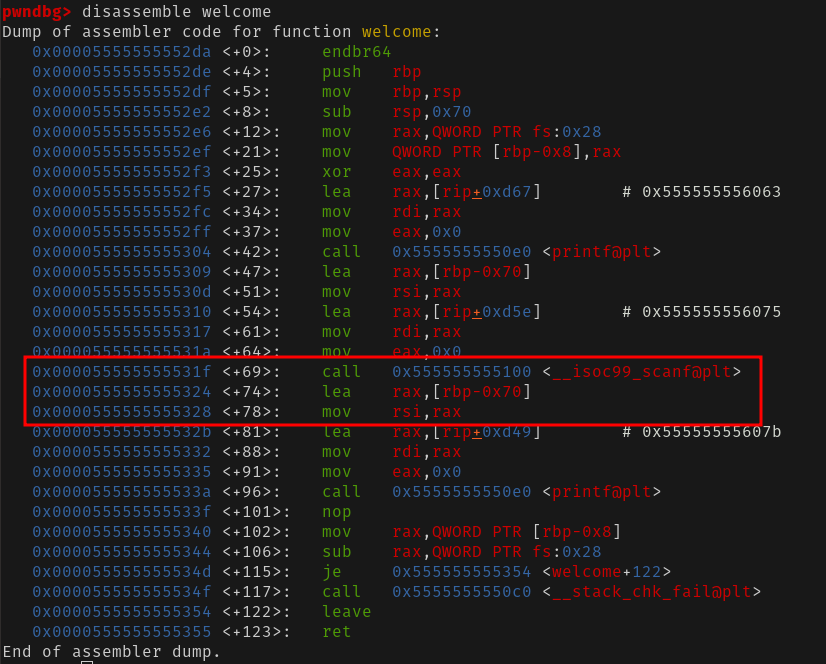 pwndbg> disassemble welcome
Dump of assembler code for function welcome:
0x00005555555552da <+0>: endbr64
0x00005555555552de <+4>: push rbp
0x00005555555552df <+5>: mov rbp,rsp
0x00005555555552e2 <+8>: sub rsp,0x70
0x00005555555552e6 <+12>: mov rax,QWORD PTR fs:0x28
0x00005555555552ef <+21>: mov QWORD PTR [rbp-0x8],rax
0x00005555555552f3 <+25>: xor eax,eax
0x00005555555552f5 <+27>: lea rax,[rip+0xd67] # 0x555555556063
0x00005555555552fc <+34>: mov rdi,rax
0x00005555555552ff <+37>: mov eax,0x0
0x0000555555555304 <+42>: call 0x5555555550e0 <printf@plt>
0x0000555555555309 <+47>: lea rax,[rbp-0x70]
0x000055555555530d <+51>: mov rsi,rax
0x0000555555555310 <+54>: lea rax,[rip+0xd5e] # 0x555555556075
0x0000555555555317 <+61>: mov rdi,rax
0x000055555555531a <+64>: mov eax,0x0
0x000055555555531f <+69>: call 0x555555555100 <__isoc99_scanf@plt>
0x0000555555555324 <+74>: lea rax,[rbp-0x70]
0x0000555555555328 <+78>: mov rsi,rax
0x000055555555532b <+81>: lea rax,[rip+0xd49] # 0x55555555607b
0x0000555555555332 <+88>: mov rdi,rax
0x0000555555555335 <+91>: mov eax,0x0
0x000055555555533a <+96>: call 0x5555555550e0 <printf@plt>
0x000055555555533f <+101>: nop
0x0000555555555340 <+102>: mov rax,QWORD PTR [rbp-0x8]
0x0000555555555344 <+106>: sub rax,QWORD PTR fs:0x28
0x000055555555534d <+115>: je 0x555555555354 <welcome+122>
0x000055555555534f <+117>: call 0x5555555550c0 <__stack_chk_fail@plt>
0x0000555555555354 <+122>: leave
0x0000555555555355 <+123>: ret
End of assembler dump.